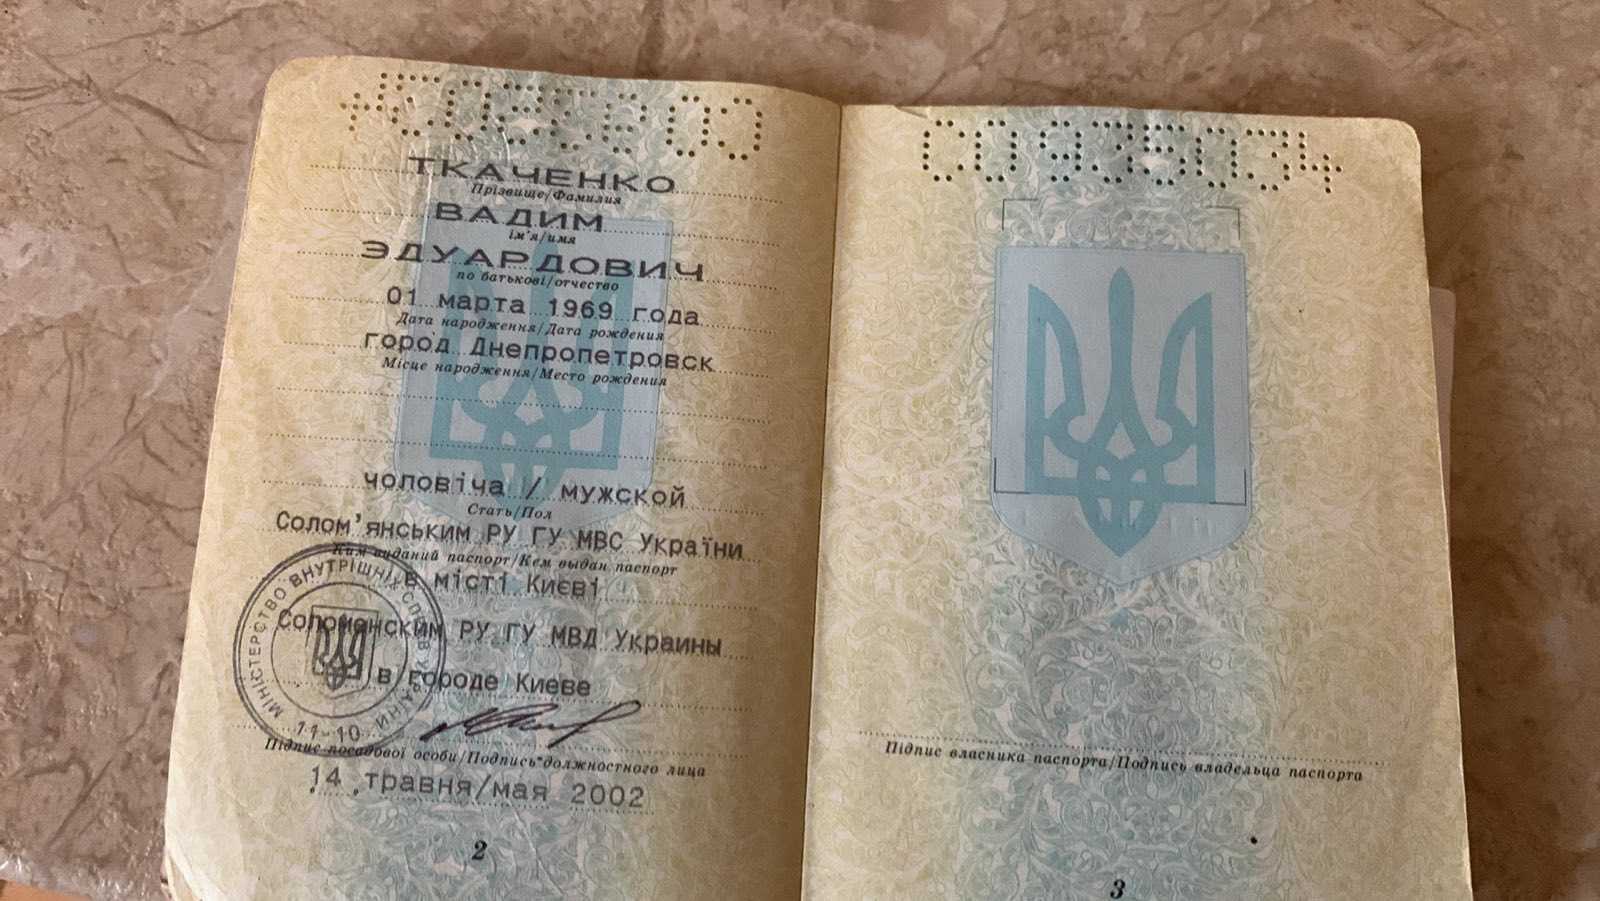 ТКАЧЕНКО
Прізвище/Фамилия
ВАДИМ
ім'я/имя
ЭДУАРДОВИЧ
по батькові/отчество
01 марта 1969 года
Дата народження/Дата рождения
город Днепропетровск
Місце народження/Место рождения
чоловіча / мужской
Стать/Пол
Солом'янським РУ ГУ МВС України
Ким виданий паспорт/Кем выдан паспорт
в місті Києві
Соломенским РУ ГУ МВД Украины
в городе Киеве
МІНІСТЕРСТВО ВНУТРІШНІХ СПРАВ УКРАЇНИ
11-10
Підпис посадової особи/Подпись должностного лица
14 травня/мая 2002
2
СО 935034
Підпис власника паспорта/Подпись владельца паспорта
3